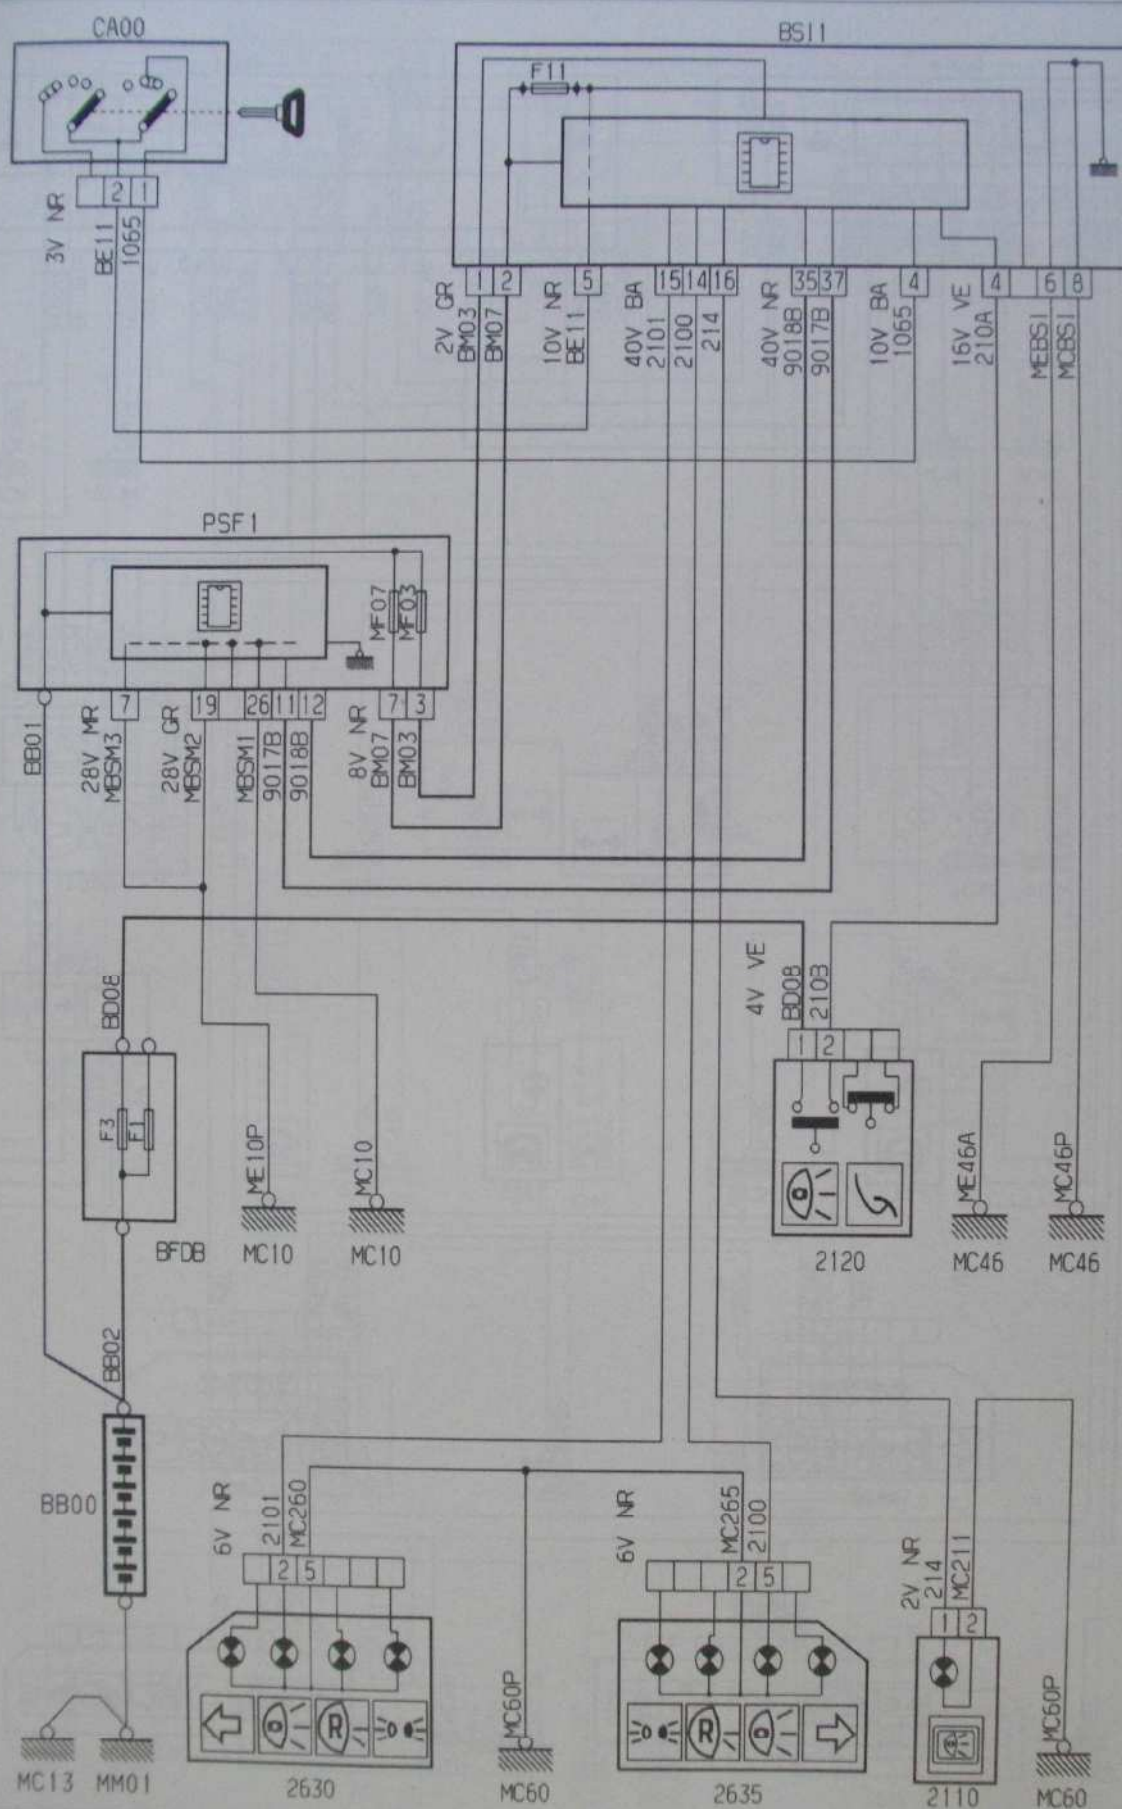 CA00
BSI1
F11
2 1
3V NR
BE11
1065
1 2 5 15 14 16 35 37 4 4 6 8
2V GR
BM03
BM07
10V NR
BE11
40V BA
2101
2100
214
40V NR
9018B
9017B
10V BA
1065
16V VE
210A
MEBSI
MCBSI
PSF1
MF07
MF03
7 19 26 11 12 7 3
BB01
28V MR
MBSM3
28V GR
MBSM2
MBSM1
9017B
9018B
8V NR
BM07
BM03
BD08
4V VE
BD08
210B
1 2
F3
F1
BFDB
ME10P
MC10
MC10
MC10
2120
ME46A
MC46P
MC46
MC46
BB02
BB00
6V NR
2101
MC260
2 5
6V NR
MC265
2100
2 5
2V NR
214
MC211
1 2
R
R
MC60P
MC60P
MC13
MM01
2630
MC60
2635
2110
MC60